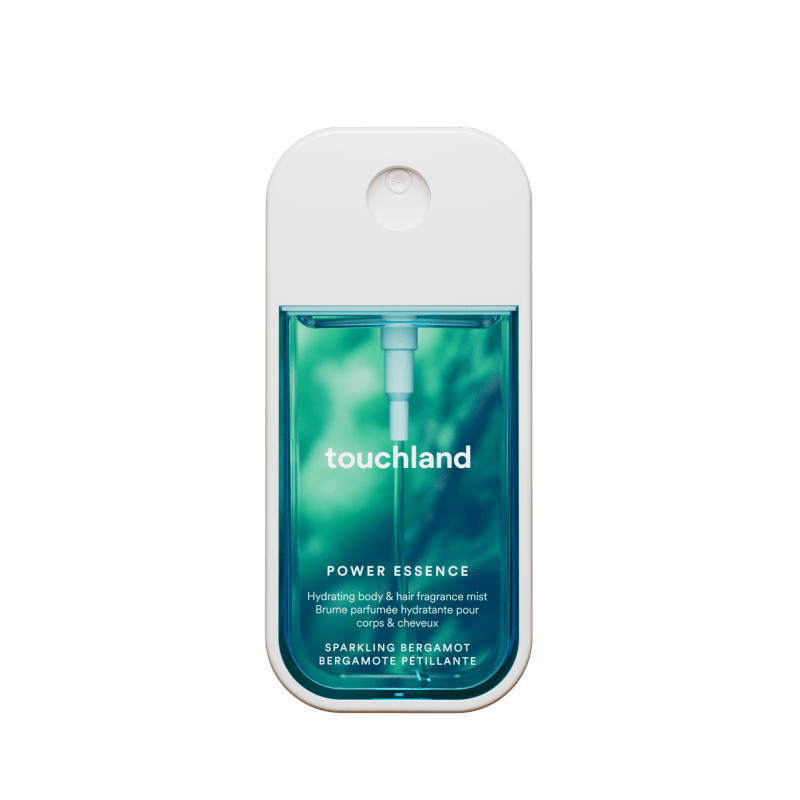 touchland
POWER ESSENCE
Hydrating body & hair fragrance mist
Brume parfumée hydratante pour
corps & cheveux
SPARKLING BERGAMOT
BERGAMOTE PÉTILLANTE